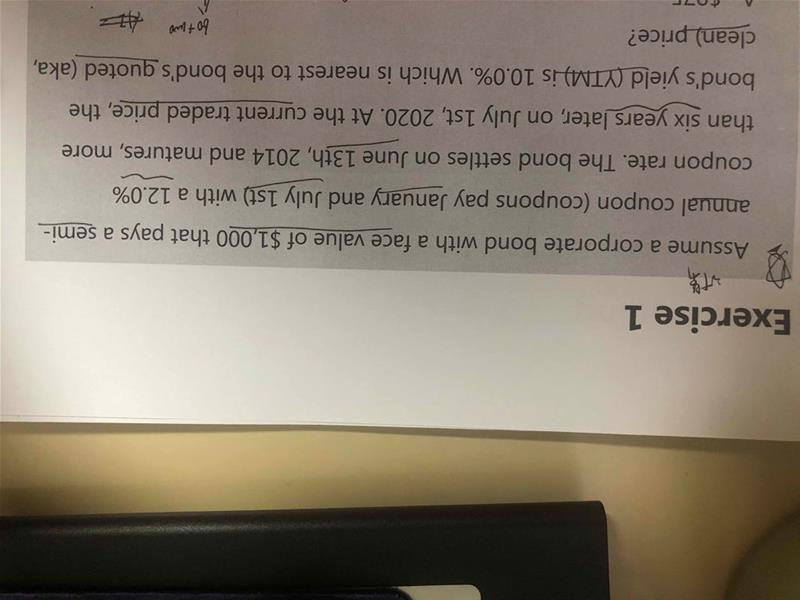 Exercise 1
Assume a corporate bond with a face value of $1,000 that pays a semi-
annual coupon (coupons pay January and July 1st) with a 12.0%
coupon rate. The bond settles on June 13th, 2014 and matures, more
than six years later, on July 1st, 2020. At the current traded price, the
bond's yield (YTM) is 10.0%. Which is nearest to the bond's quoted (aka,
clean) price?